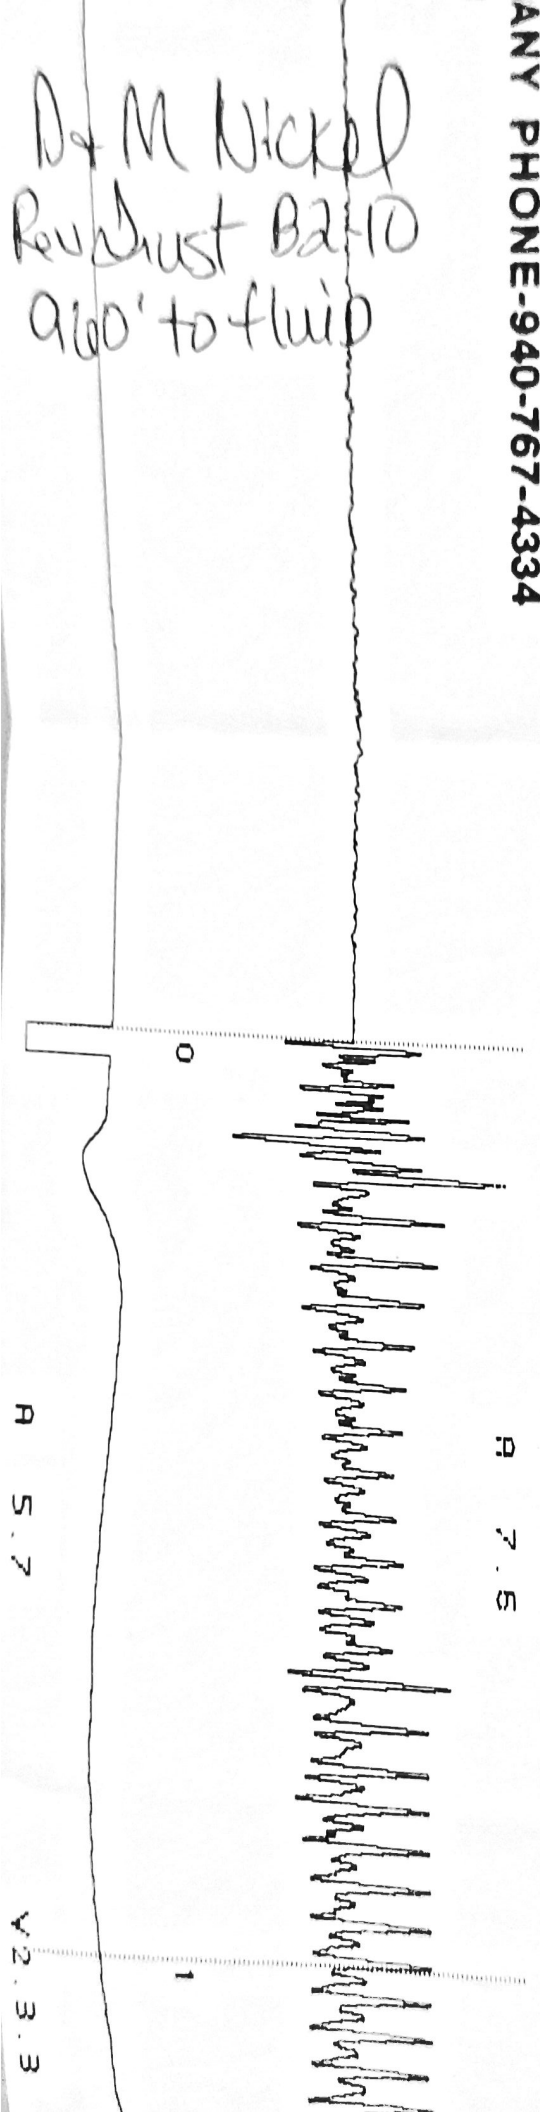 D & M Nickel
Rev Trust B2-10
960' to fluid
ANY PHONE-940-767-4334
0
A 7.5
A 5.7
1
V2.3.3